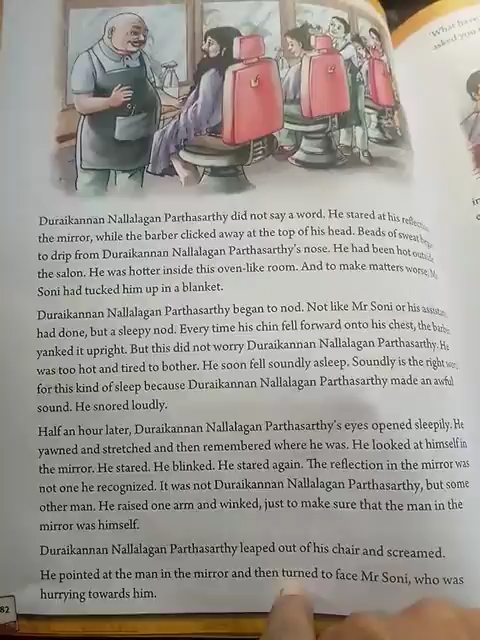 'What have
asked you
Duraikannan Nallalagan Parthasarthy did not say a word. He stared at his reflection
the mirror, while the barber clicked away at the top of his head. Beads of sweat began
to drip from Duraikannan Nallalagan Parthasarthy's nose. He had been hot outside
the salon. He was hotter inside this oven-like room. And to make matters worse,
Soni had tucked him up in a blanket.
Duraikannan Nallalagan Parthasarthy began to nod. Not like Mr Soni or his
had done, but a sleepy nod. Every time his chin fell forward onto his chest, the barber
yanked it upright. But this did not worry Duraikannan Nallalagan Parthasarthy. He
was too hot and tired to bother. He soon fell soundly asleep. Soundly is the right
for this kind of sleep because Duraikannan Nallalagan Parthasarthy made an awful
sound. He snored loudly.
Half an hour later, Duraikannan Nallalagan Parthasarthy's eyes opened sleepily. He
yawned and stretched and then remembered where he was. He looked at himself in
the mirror. He stared. He blinked. He stared again. The reflection in the mirror was
not one he recognized. It was not Duraikannan Nallalagan Parthasarthy, but some
other man. He raised one arm and winked, just to make sure that the man in the
mirror was himself.
Duraikannan Nallalagan Parthasarthy leaped out of his chair and screamed.
He pointed at the man in the mirror and then turned to face Mr Soni, who was
hurrying towards him.
82